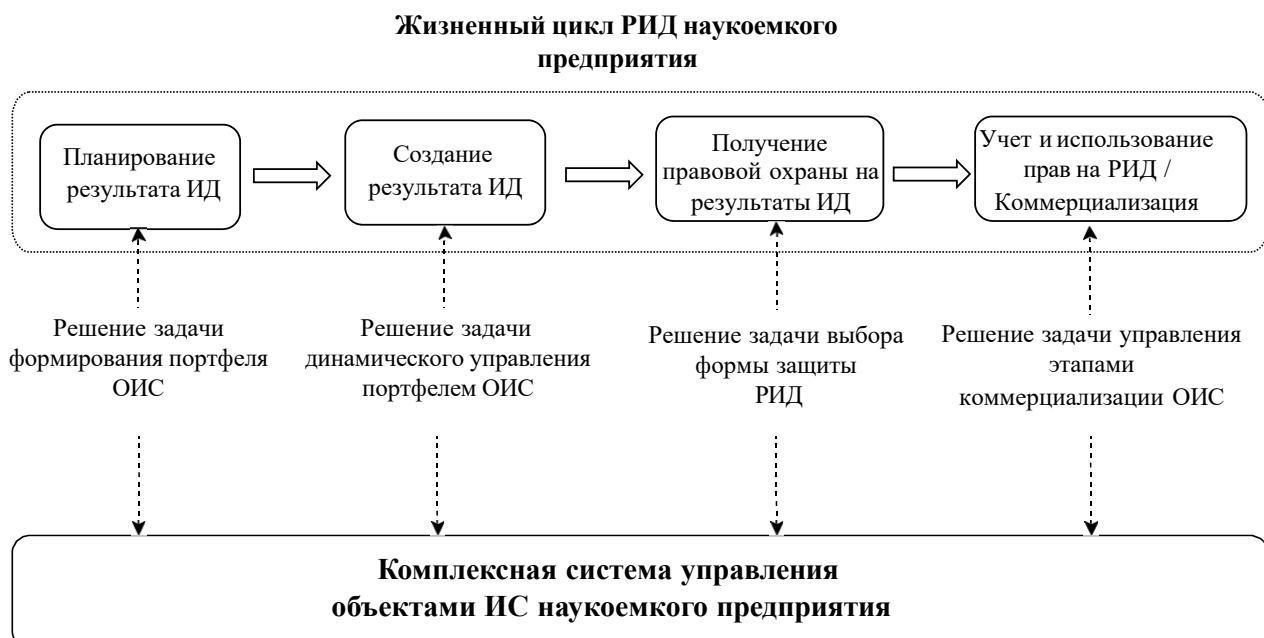 Жизненный цикл РИД наукоемкого
предприятия
Планирование
результата ИД
Создание
результата ИД
Получение
правовой охраны на
результаты ИД
Учет и использование
прав на РИД /
Коммерциализация
Решение задачи
формирования портфеля
ОИС
Решение задачи
динамического управления
портфелем ОИС
Решение задачи выбора
формы защиты
РИД
Решение задачи управления
этапами
коммерциализации ОИС
Комплексная система управления
объектами ИС наукоемкого предприятия